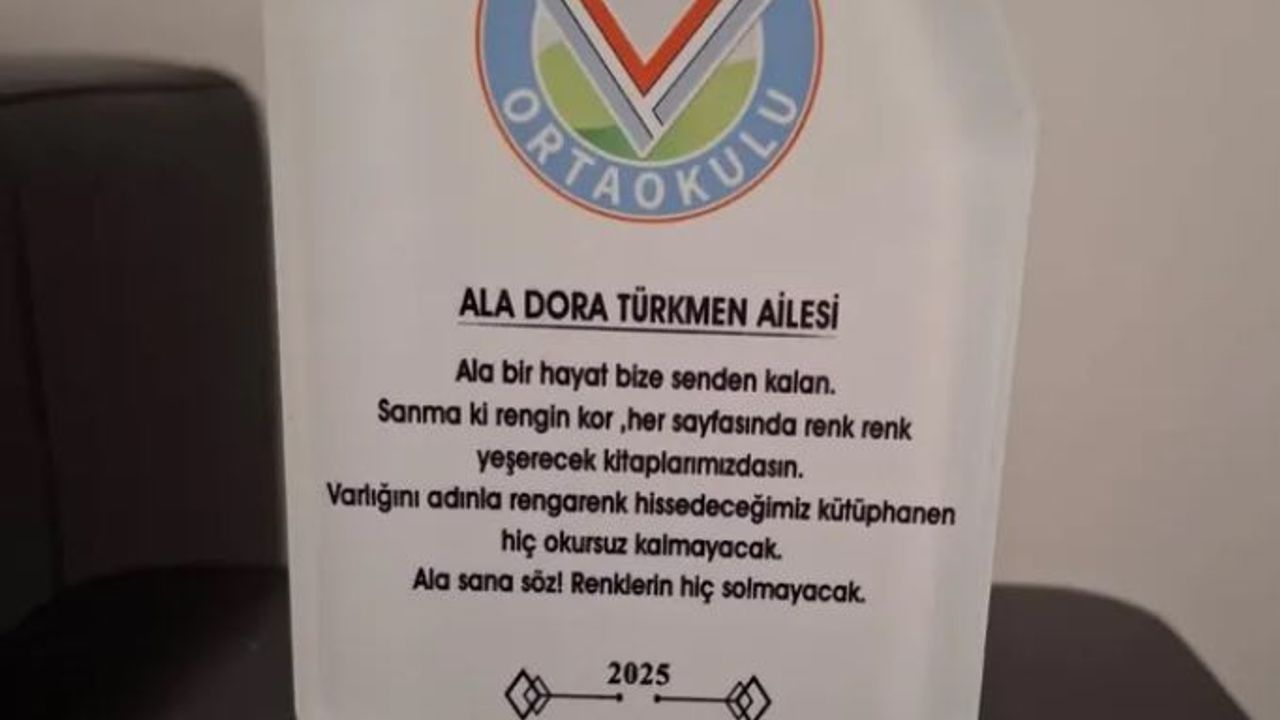 ORTAOKULU
ALA DORA TÜRKMEN AİLESİ
Ala bir hayat bize senden kalan.
Sanma ki rengin kor ,her sayfasında renk renk
yeşerecek kitaplarımızdasın.
Varlığını adınla rengarenk hissedeceğimiz kütüphanen
hiç okursuz kalmayacak.
Ala sana söz! Renklerin hiç solmayacak.
2025